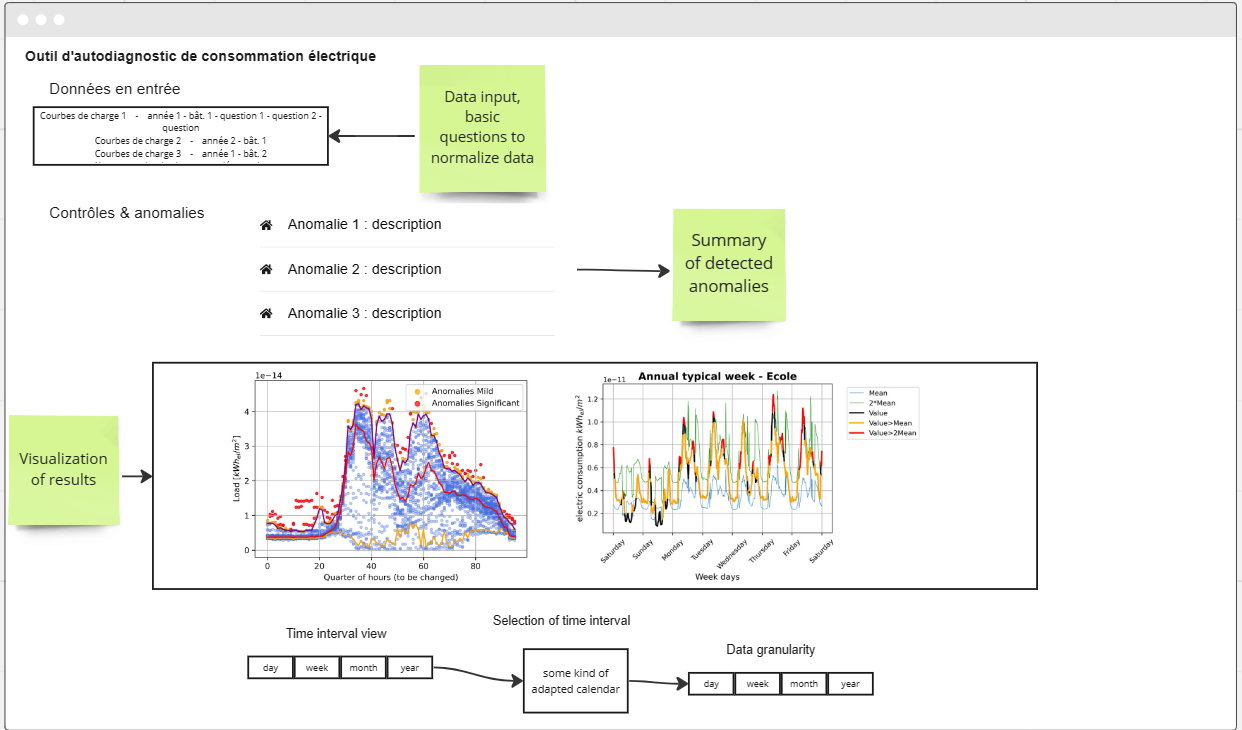 Outil d'autodiagnostic de consommation électrique
Données en entrée
Courbes de charge 1 - année 1 - bât. 1 - question 1 - question 2 -
question
Courbes de charge 2 - année 2 - bât. 1
Courbes de charge 3 - année 1 - bât. 2
Data input,
basic
questions to
normalize data
Contrôles & anomalies
Anomalie 1 : description
Anomalie 2 : description
Anomalie 3 : description
Summary
of detected
anomalies
Visualization
of results
1e−14
Anomalies Mild
Anomalies Significant
Load [kWh_el/m²]
4
3
2
1
0
0 20 40 60 80
Quarter of hours (to be changed)
Annual typical week - Ecole
1e−11
electric consumption kWh_el/m²
1.2
1.0
0.8
0.6
0.4
0.2
Saturday
Sunday
Monday
Tuesday
Wednesday
Thursday
Friday
Saturday
Week days
Mean
2*Mean
Value
Value>Mean
Value>2Mean
Time interval view
day week month year
Selection of time interval
some kind of
adapted calendar
Data granularity
day week month year